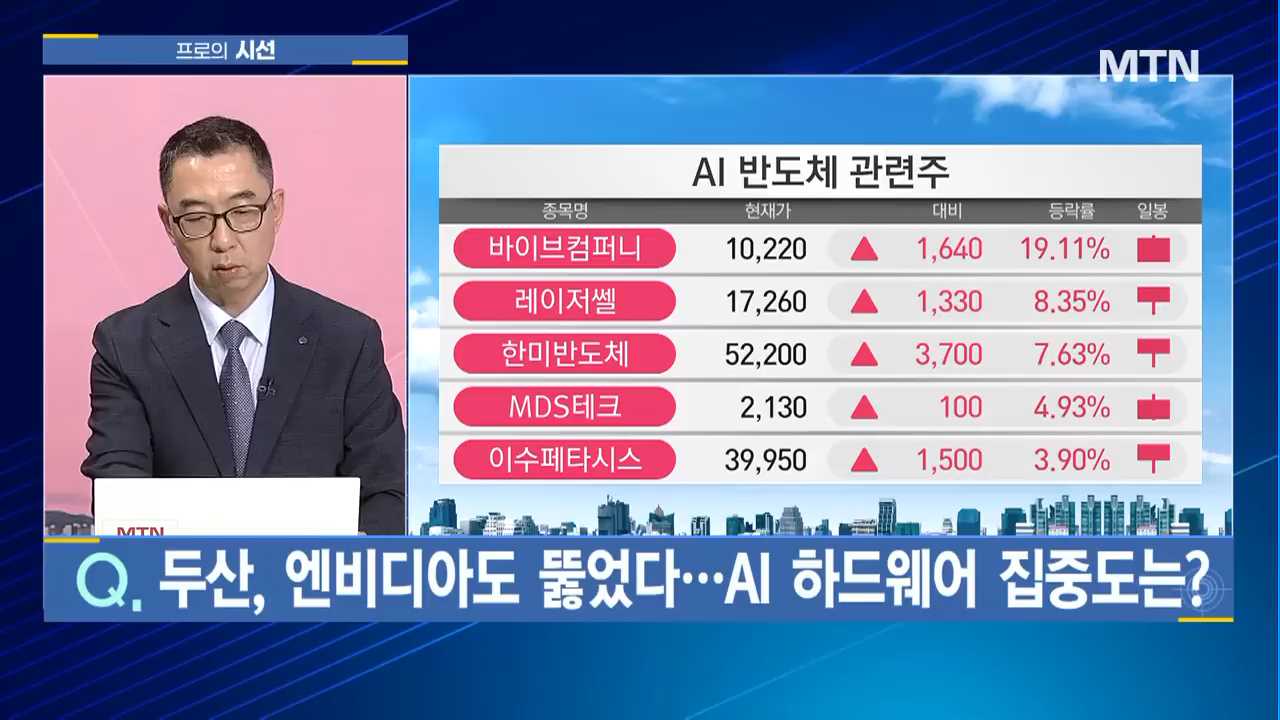 프로의 시선
MTN
AI 반도체 관련주
종목명 현재가 대비 등락률 일봉
바이브컴퍼니 10,220 ▲ 1,640 19.11%
레이저쎌 17,260 ▲ 1,330 8.35%
한미반도체 52,200 ▲ 3,700 7.63%
MDS테크 2,130 ▲ 100 4.93%
이수페타시스 39,950 ▲ 1,500 3.90%
MTN
Q. 두산, 엔비디아도 뚫었다…AI 하드웨어 집중도는?